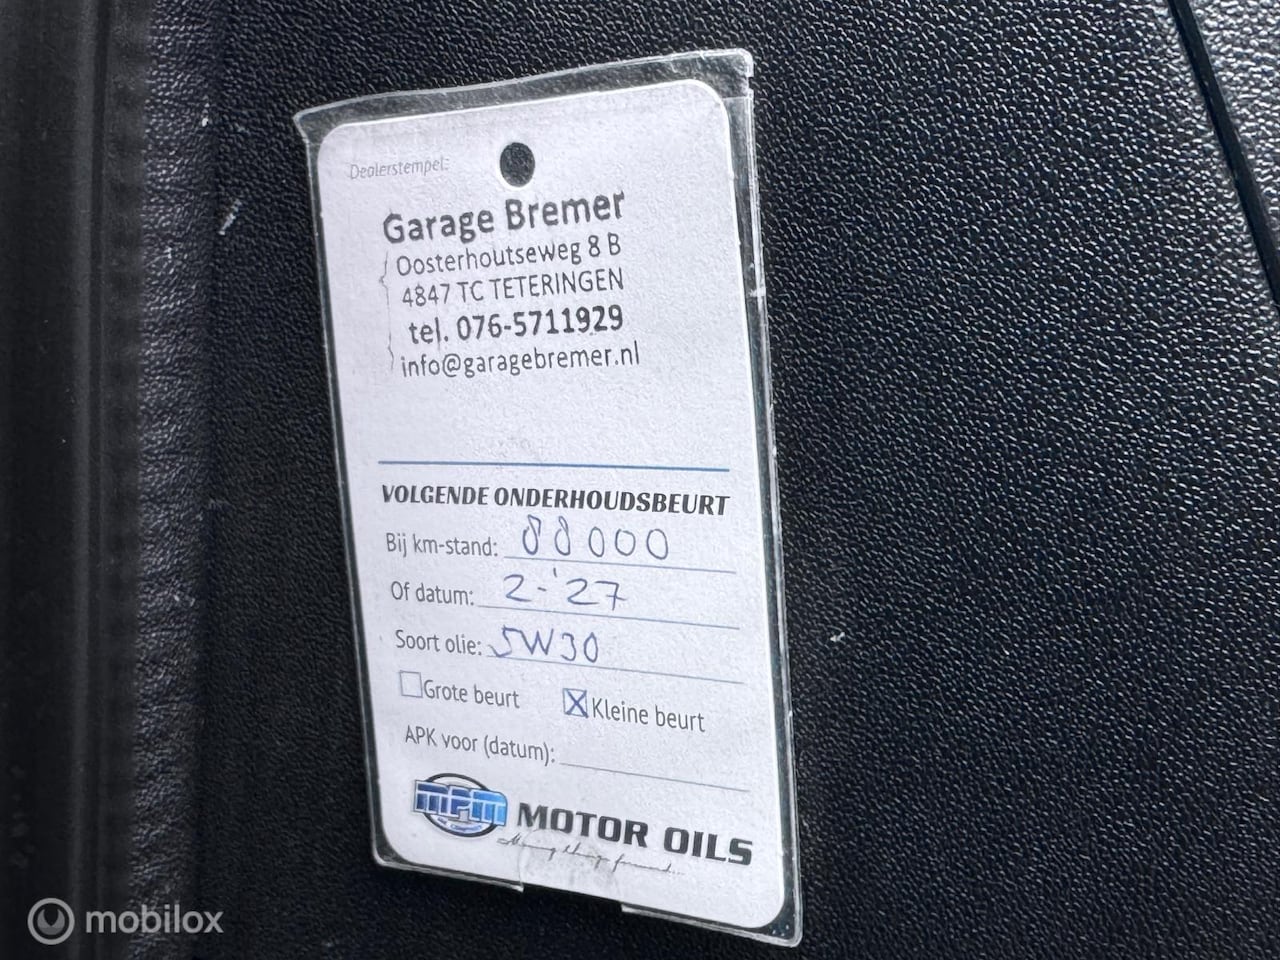 Dealerstempel:
Garage Bremer
Oosterhoutseweg 8 B
4847 TC TETERINGEN
tel. 076-5711929
info@garagebremer.nl
VOLGENDE ONDERHOUDSBEURT
Bij km-stand: 88000
Of datum: 2-'27
Soort olie: 5W30
Grote beurt Kleine beurt
APK voor (datum):
MPM MOTOR OILS
mobilox